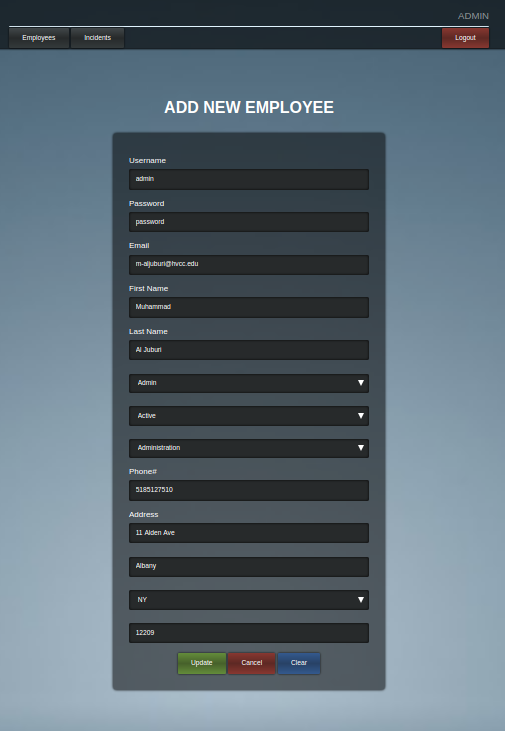 ADMIN
Employees Incidents Logout
ADD NEW EMPLOYEE
Username
admin
Password
password
Email
m-aljuburi@hvcc.edu
First Name
Muhammad
Last Name
Al Juburi
Admin
Active
Administration
Phone#
5185127510
Address
11 Alden Ave
Albany
NY
12209
Update Cancel Clear